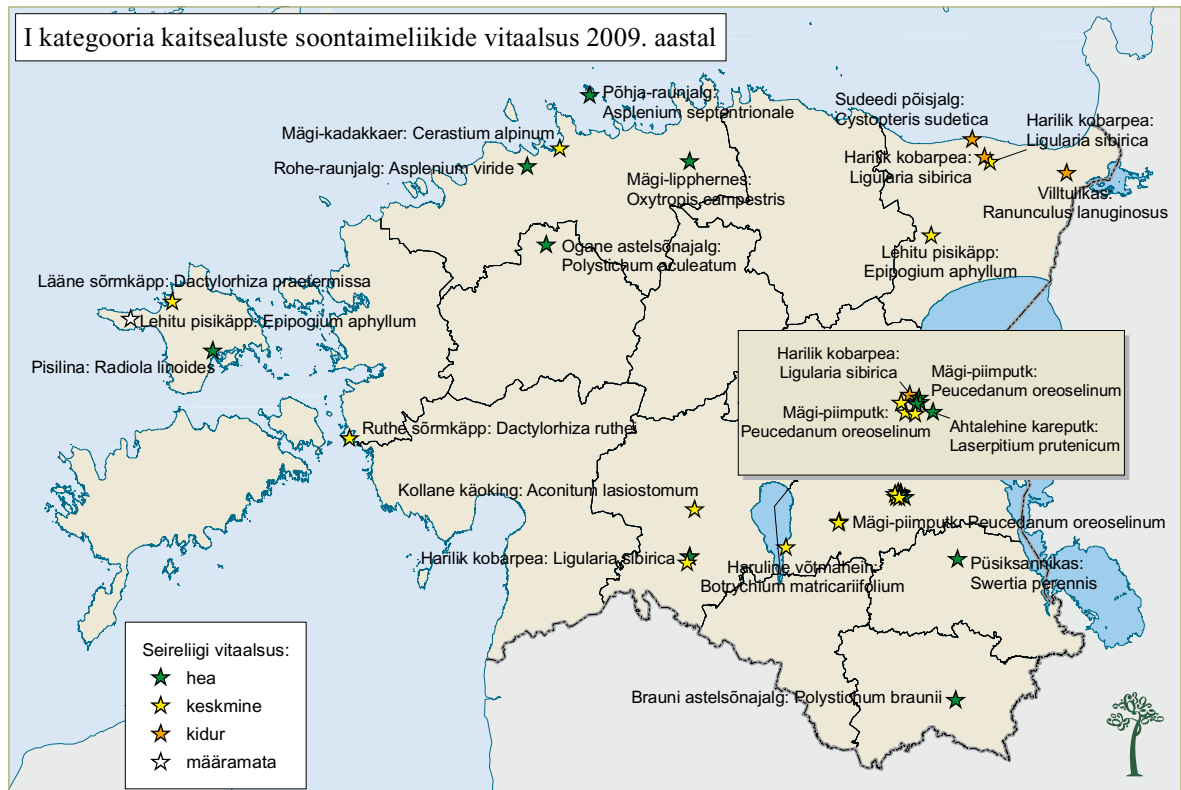 I kategooria kaitsealuste soontaimeliikide vitaalsus 2009. aastal
Põhja-raunjalg:
Asplenium septentrionale
Sudeedi põisjalg:
Cystopteris sudetica
Harilik kobarpea:
Ligularia sibirica
Mägi-kadakkaer: Cerastium alpinum
Rohe-raunjalg: Asplenium viride
Mägi-lipphernes:
Oxytropis campestris
Harilik kobarpea:
Ligularia sibirica
Villtulikas:
Ranunculus lanuginosus
Ogane astelsõnajalg:
Polystichum aculeatum
Lehitu pisikäpp:
Epipogium aphyllum
Lääne sõrmkäpp: Dactylorhiza praetermissa
Lehitu pisikäpp: Epipogium aphyllum
Pisilina: Radiola linoides
Harilik kobarpea:
Ligularia sibirica
Mägi-piimputk:
Peucedanum oreoselinum
Mägi-piimputk:
Peucedanum oreoselinum
Ahtalehine kareputk:
Laserpitium prutenicum
Ruthe sõrmkäpp: Dactylorhiza ruthei
Kollane käoking: Aconitum lasiostomum
Mägi-piimputk: Peucedanum oreoselinum
Harilik kobarpea: Ligularia sibirica
Haruline võtmahein:
Botrychium matricariifolium
Püsiksannikas:
Swertia perennis
Brauni astelsõnajalg: Polystichum braunii
Seireliigi vitaalsus:
hea
keskmine
kidur
määramata